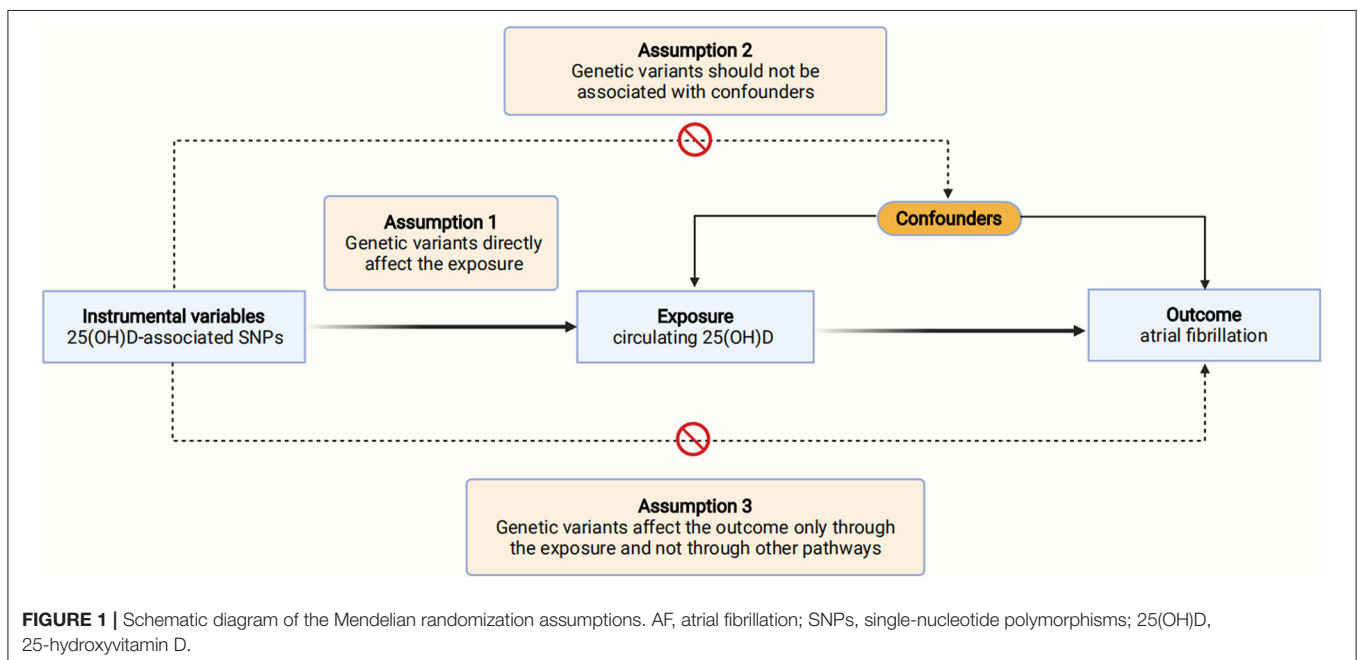 Assumption 2
Genetic variants should not be
associated with confounders
Assumption 1
Genetic variants directly
affect the exposure
Confounders
Instrumental variables
25(OH)D-associated SNPs
Exposure
circulating 25(OH)D
Outcome
atrial fibrillation
Assumption 3
Genetic variants affect the outcome only through
the exposure and not through other pathways
FIGURE 1 | Schematic diagram of the Mendelian randomization assumptions. AF, atrial fibrillation; SNPs, single-nucleotide polymorphisms; 25(OH)D,
25-hydroxyvitamin D.